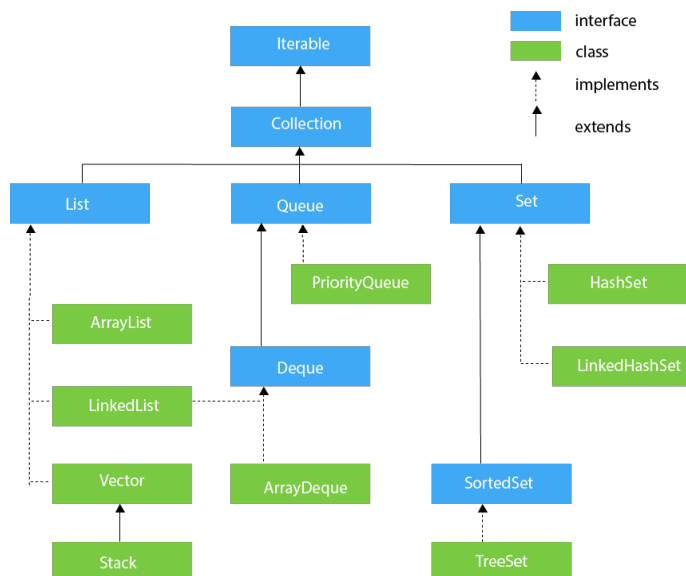 Iterable
interface
class
implements
extends
Collection
List
Queue
Set
PriorityQueue
HashSet
ArrayList
Deque
LinkedHashSet
LinkedList
Vector
ArrayDeque
SortedSet
Stack
TreeSet